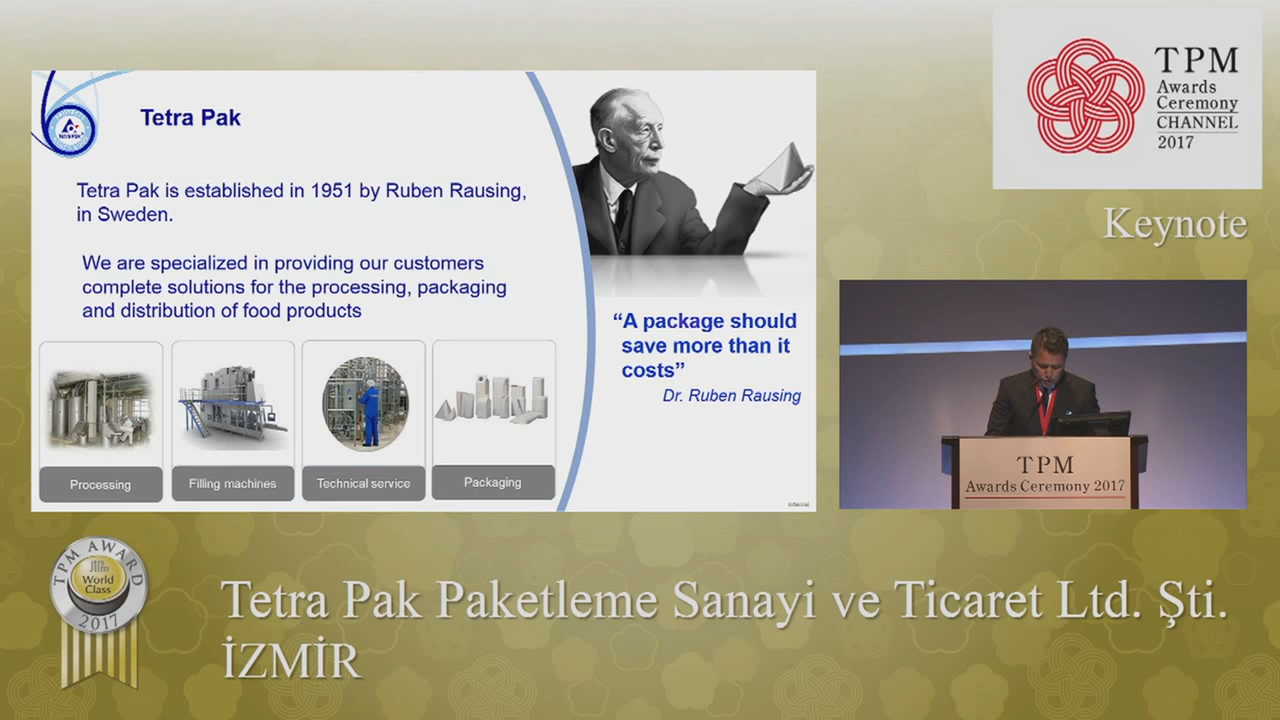 Tetra Pak
Tetra Pak is established in 1951 by Ruben Rausing,
in Sweden.
We are specialized in providing our customers
complete solutions for the processing, packaging
and distribution of food products
Processing
Filling machines
Technical service
Packaging
“A package should
save more than it
costs”
Dr. Ruben Rausing
Internal
TPM
Awards
Ceremony
CHANNEL
2017
Keynote
TPM
Awards Ceremony 2017
TPM AWARD
JIPM
World
Class
2017
Tetra Pak Paketleme Sanayi ve Ticaret Ltd. Şti.
İZMİR